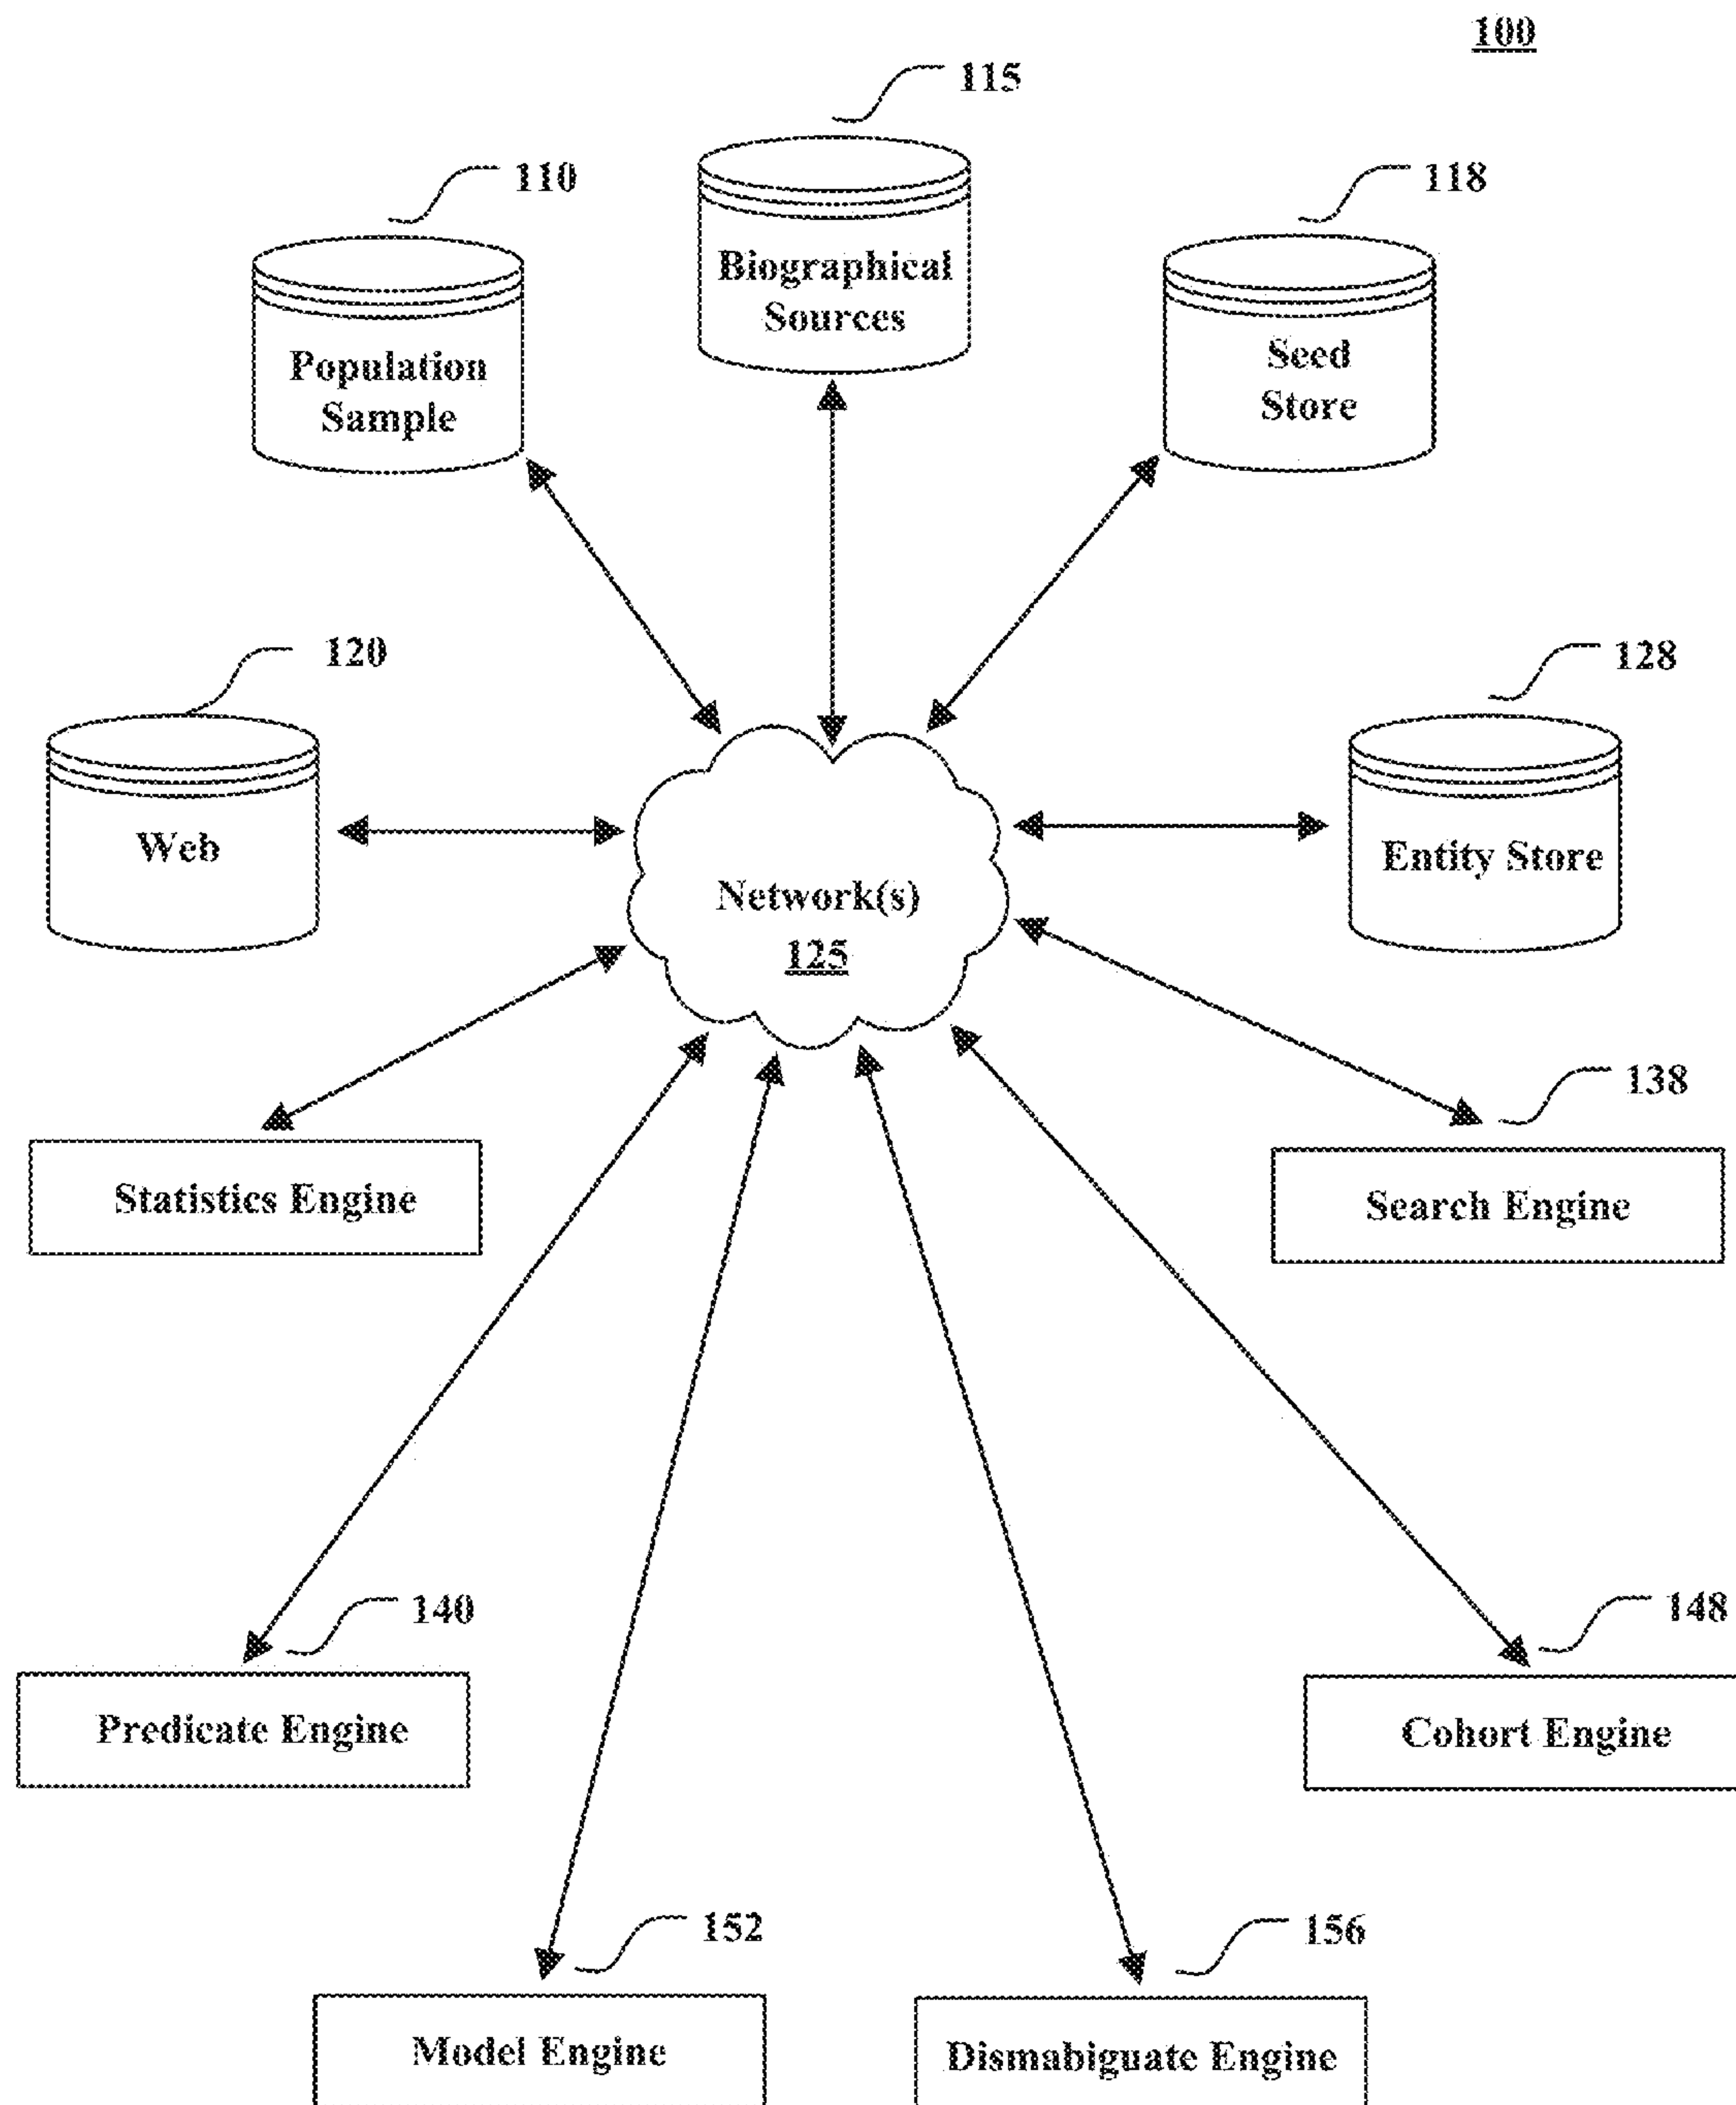 100
115
110
118
Biographical
Sources
Population
Sample
Seed
Store
120
128
Web
Entity Store
Network(s)
125
138
Statistics Engine
Search Engine
140
148
Predicate Engine
Cohort Engine
152
156
Model Engine
Dismabiguate Engine